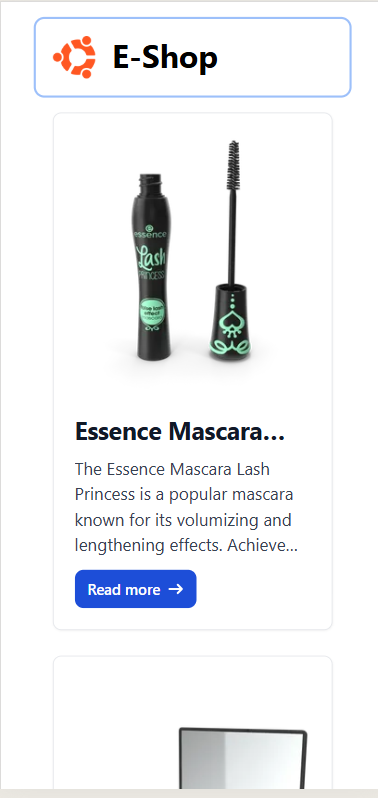 E-Shop
essence
Lash
PRINCESS
false lash
effect
Essence Mascara...
The Essence Mascara Lash
Princess is a popular mascara
known for its volumizing and
lengthening effects. Achieve...
Read more →